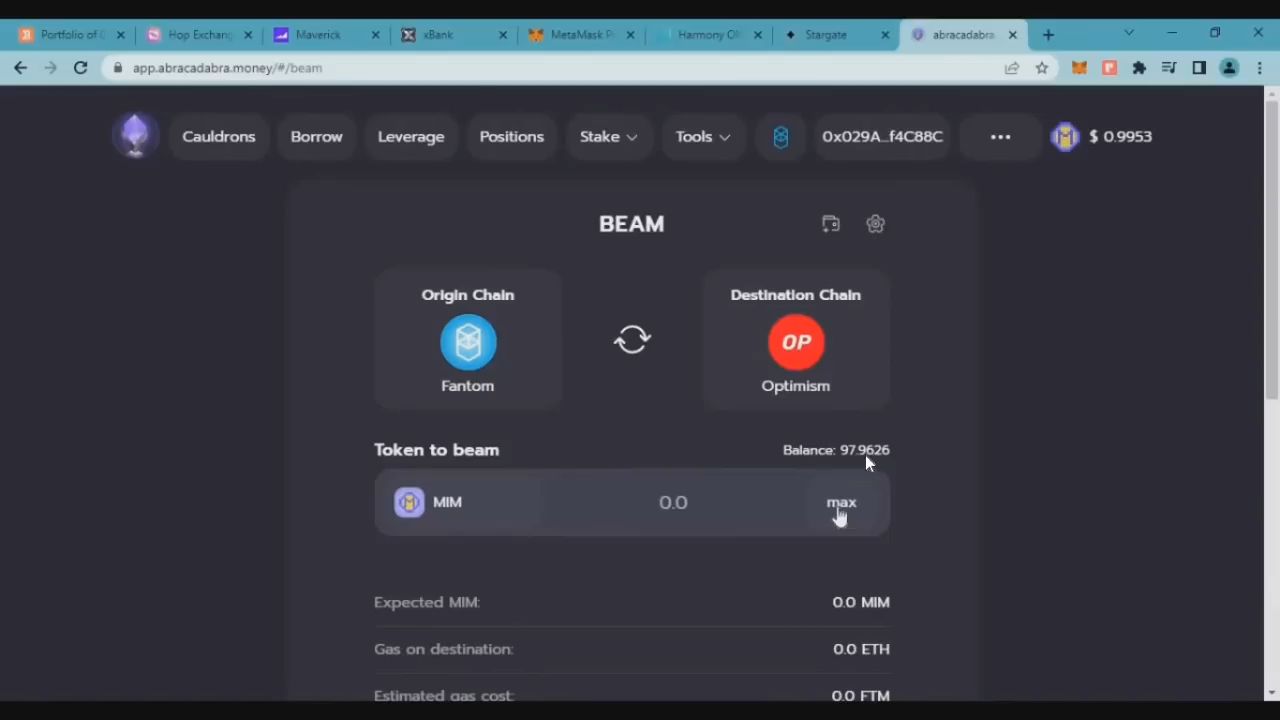 Portfolio of D
Hop Exchang
Maverick
xBank
MetaMask P
Harmony O
Stargate
abracadabra.
app.abracadabra.money/#/beam
Cauldrons
Borrow
Leverage
Positions
Stake
Tools
0x029A...f4C88C
$ 0.9953
BEAM
Origin Chain
Destination Chain
OP
Fantom
Optimism
Token to beam
Balance: 97.9626
MIM
0.0
max
Expected MIM:
0.0 MIM
Gas on destination:
0.0 ETH
Estimated gas cost:
0.0 FTM